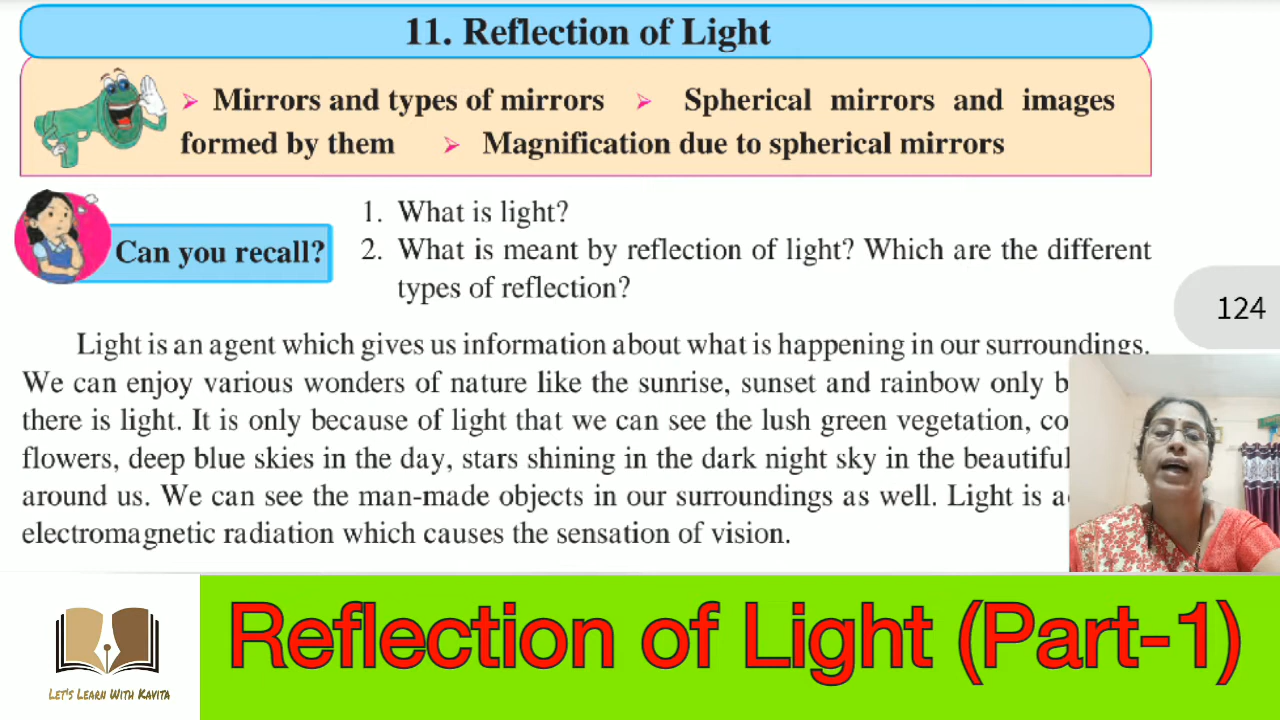 11. Reflection of Light
➢ Mirrors and types of mirrors ➢ Spherical mirrors and images
formed by them ➢ Magnification due to spherical mirrors
Can you recall?
1. What is light?
2. What is meant by reflection of light? Which are the different
types of reflection?
124
Light is an agent which gives us information about what is happening in our surroundings.
We can enjoy various wonders of nature like the sunrise, sunset and rainbow only
there is light. It is only because of light that we can see the lush green vegetation,
flowers, deep blue skies in the day, stars shining in the dark night sky in the beautiful
around us. We can see the man-made objects in our surroundings as well. Light is
electromagnetic radiation which causes the sensation of vision.
LET'S LEARN WITH KAVITA
Reflection of Light (Part-1)